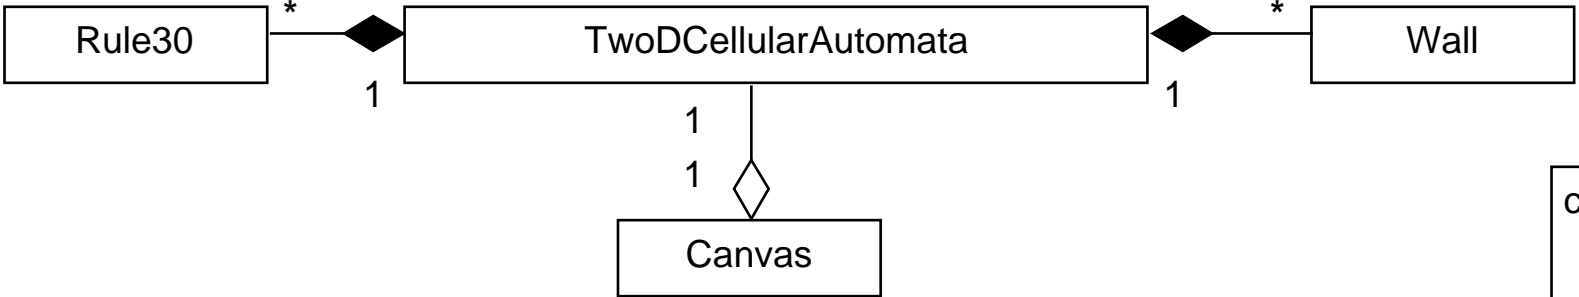 * *
Rule30 TwoDCellularAutomata Wall
1 1
1
1
c
Canvas